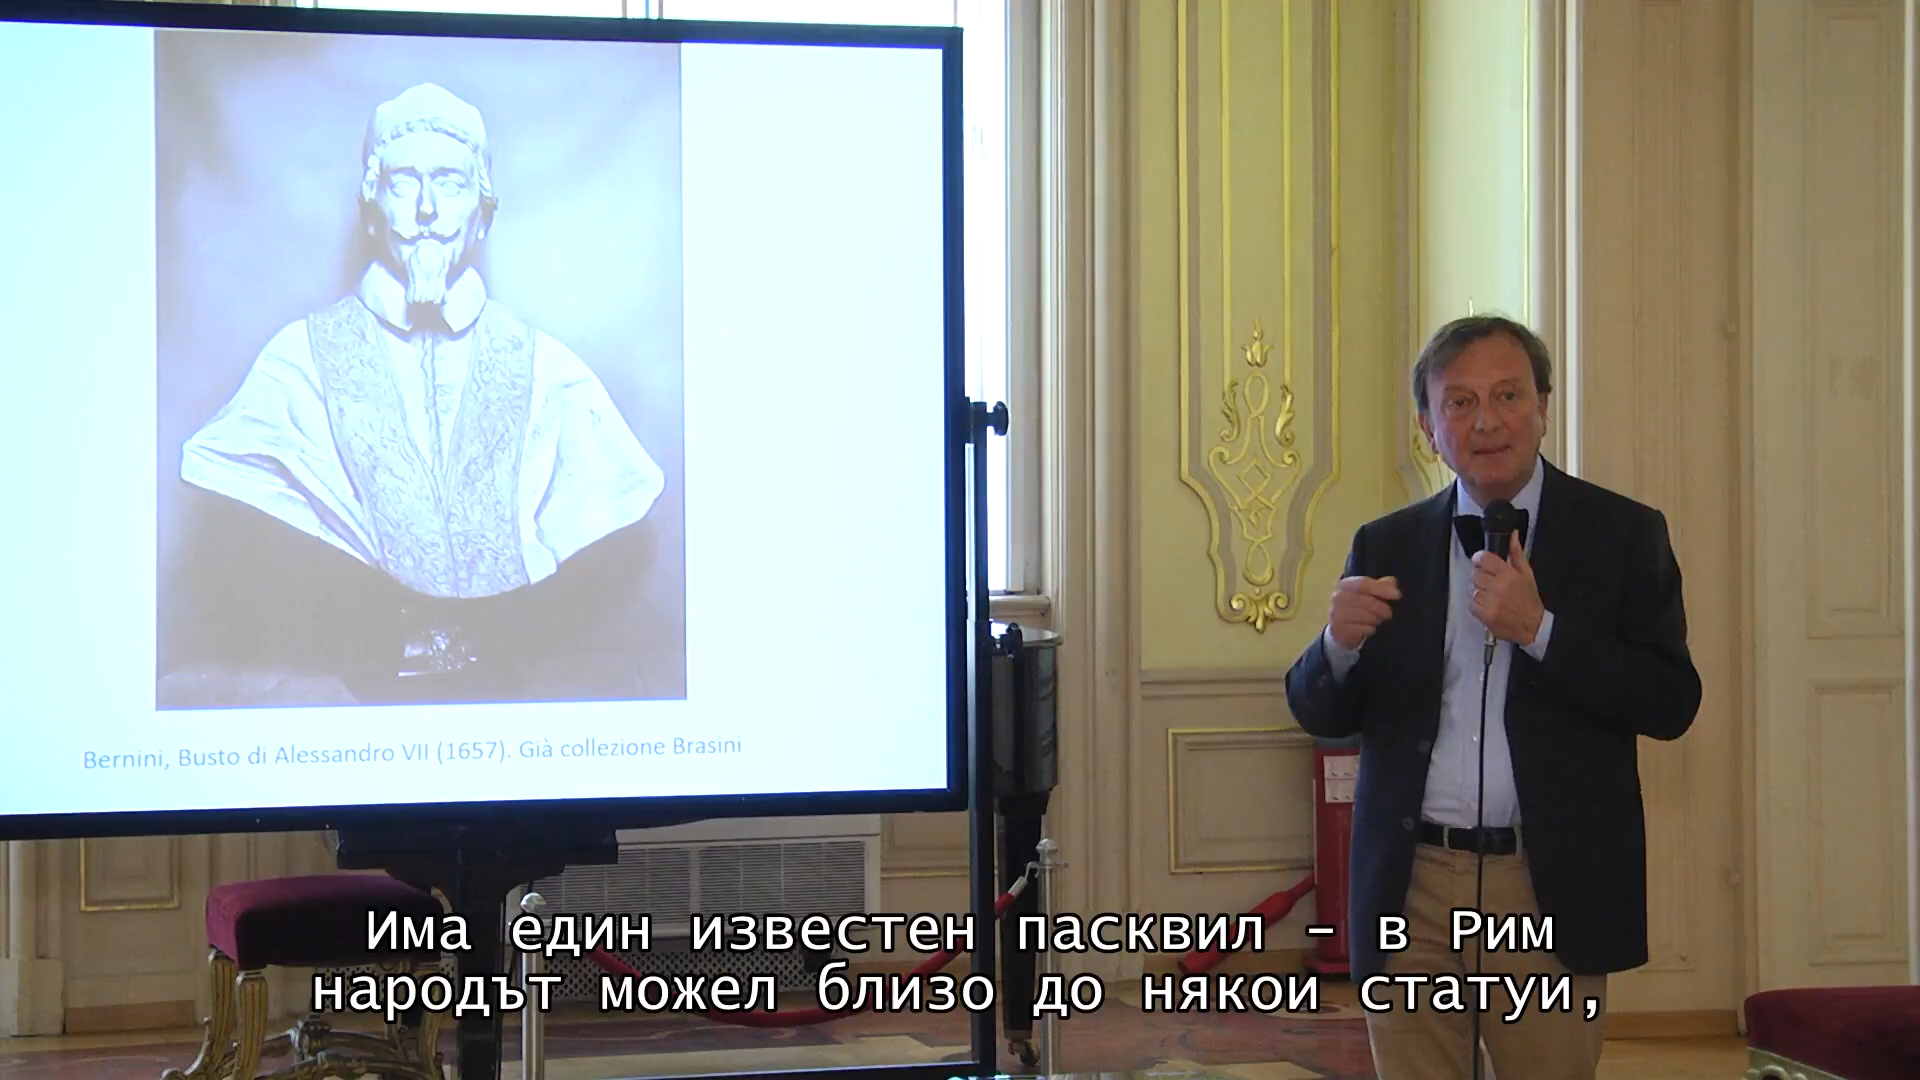 Bernini, Busto di Alessandro VII (1657). Già collezione Brasini
Има един известен пасквил - в Рим
народът можел близо до някои статуи,